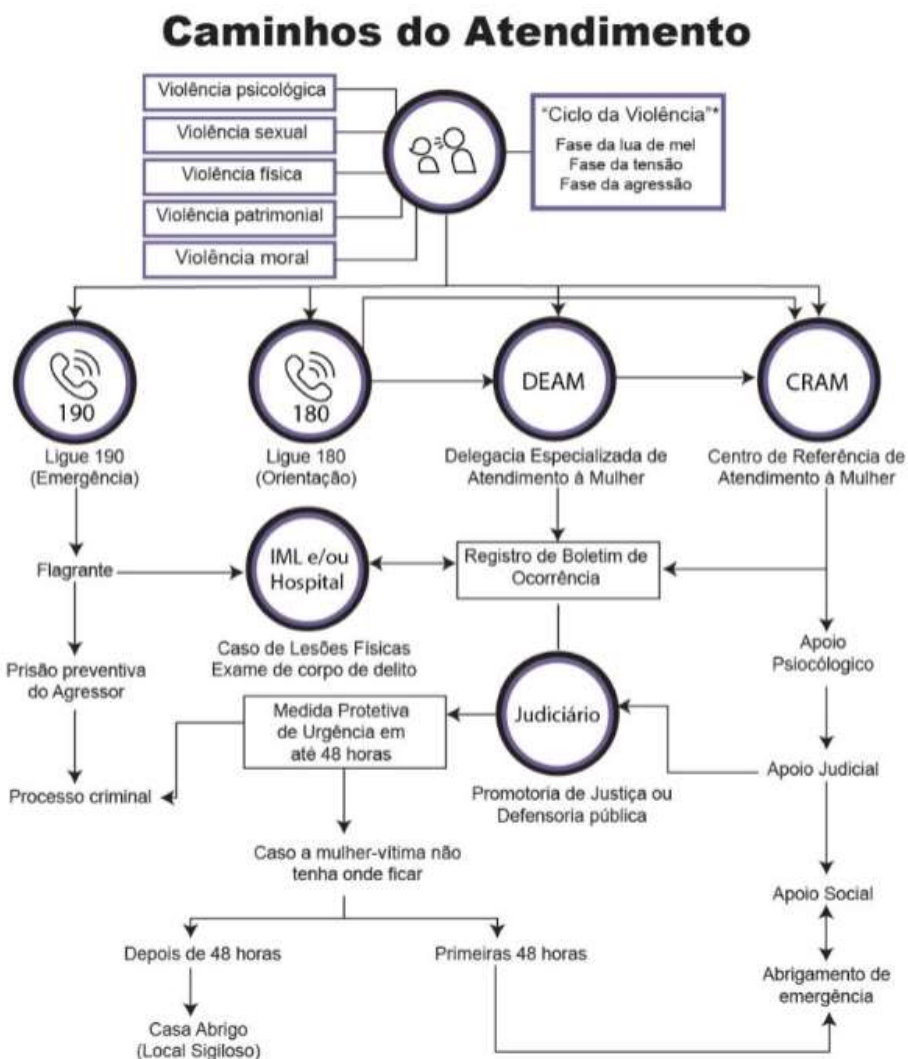 Caminhos do Atendimento
Violência psicológica
Violência sexual
Violência física
Violência patrimonial
Violência moral
"Ciclo da Violência"*
Fase da lua de mel
Fase da tensão
Fase da agressão
190
Ligue 190
(Emergência)
180
Ligue 180
(Orientação)
DEAM
Delegacia Especializada de
Atendimento à Mulher
CRAM
Centro de Referência de
Atendimento à Mulher
Flagrante
IML e/ou
Hospital
Caso de Lesões Físicas
Exame de corpo de delito
Registro de Boletim de
Ocorrência
Apoio
Psiocólogico
Prisão preventiva
do Agressor
Medida Protetiva
de Urgência em
até 48 horas
Judiciário
Promotoria de Justiça ou
Defensoria pública
Apoio Judicial
Processo criminal
Caso a mulher-vítima não
tenha onde ficar
Apoio Social
Depois de 48 horas
Primeiras 48 horas
Abrigamento de
emergência
Casa Abrigo
(Local Sigiloso)